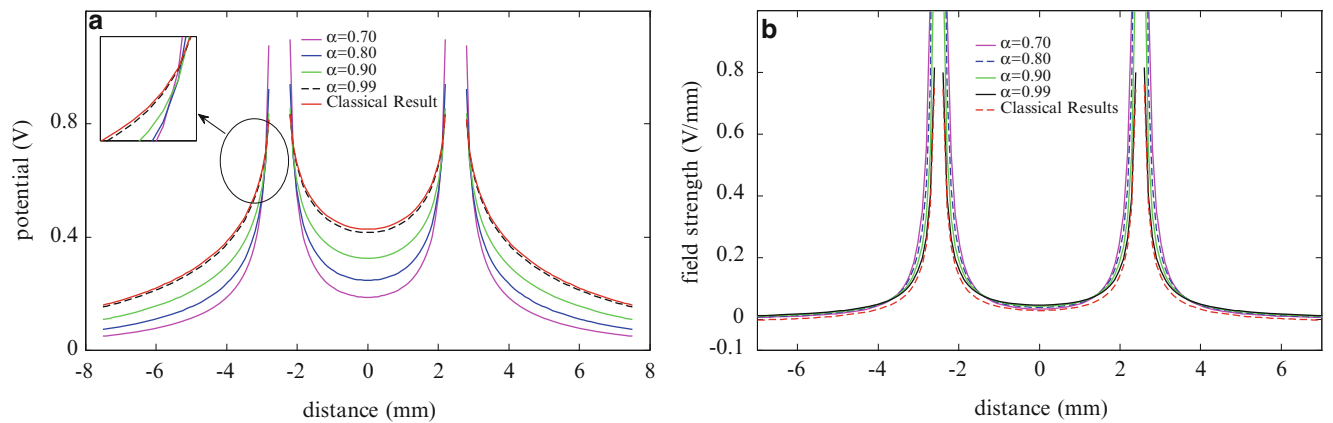 a
α=0.70
α=0.80
α=0.90
α=0.99
Classical Result
potential (V)
0.8
0.4
0
-8 -6 -4 -2 0 2 4 6 8
distance (mm)
b
α=0.70
α=0.80
α=0.90
α=0.99
Classical Results
field strength (V/mm)
0.8
0.6
0.4
0.2
0
-0.1
-6 -4 -2 0 2 4 6
distance (mm)